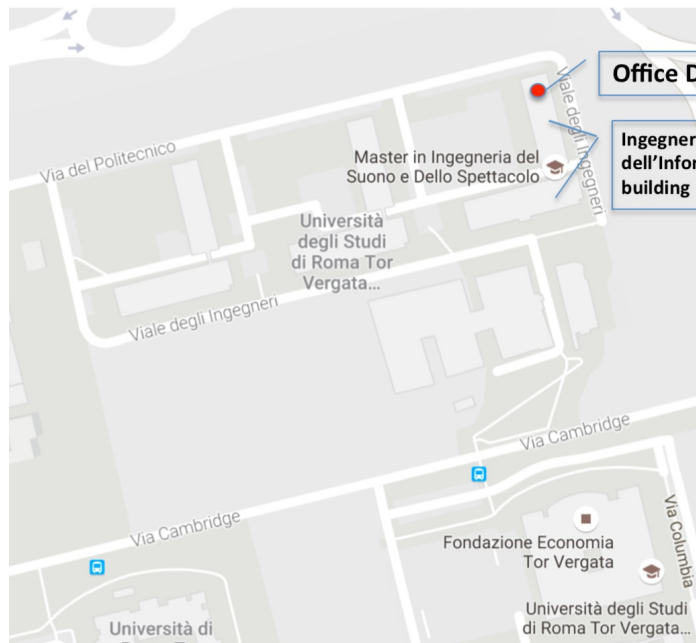 Office D
Viale degli Ingegneri
Via del Politecnico
Ingegner
dell'Infor
building
Master in Ingegneria del
Suono e Dello Spettacolo
Università
degli Studi
di Roma Tor
Vergata...
Viale degli Ingegneri
Via Cambridge
Via Cambridge
Via Columbia
Fondazione Economia
Tor Vergata
Università degli Studi
di Roma Tor Vergata...
Università di